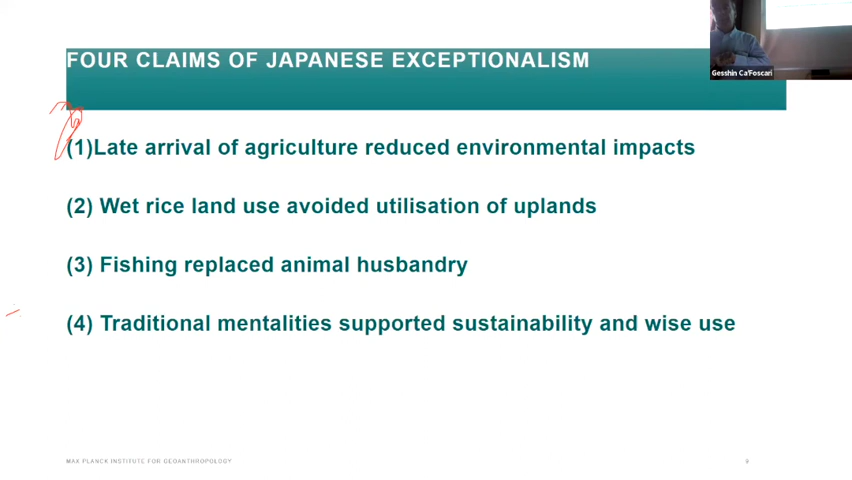 FOUR CLAIMS OF JAPANESE EXCEPTIONALISM
Gesshin Ca'Foscari
(1)Late arrival of agriculture reduced environmental impacts
(2) Wet rice land use avoided utilisation of uplands
(3) Fishing replaced animal husbandry
(4) Traditional mentalities supported sustainability and wise use
MAX PLANCK INSTITUTE FOR GEOANTHROPOLOGY